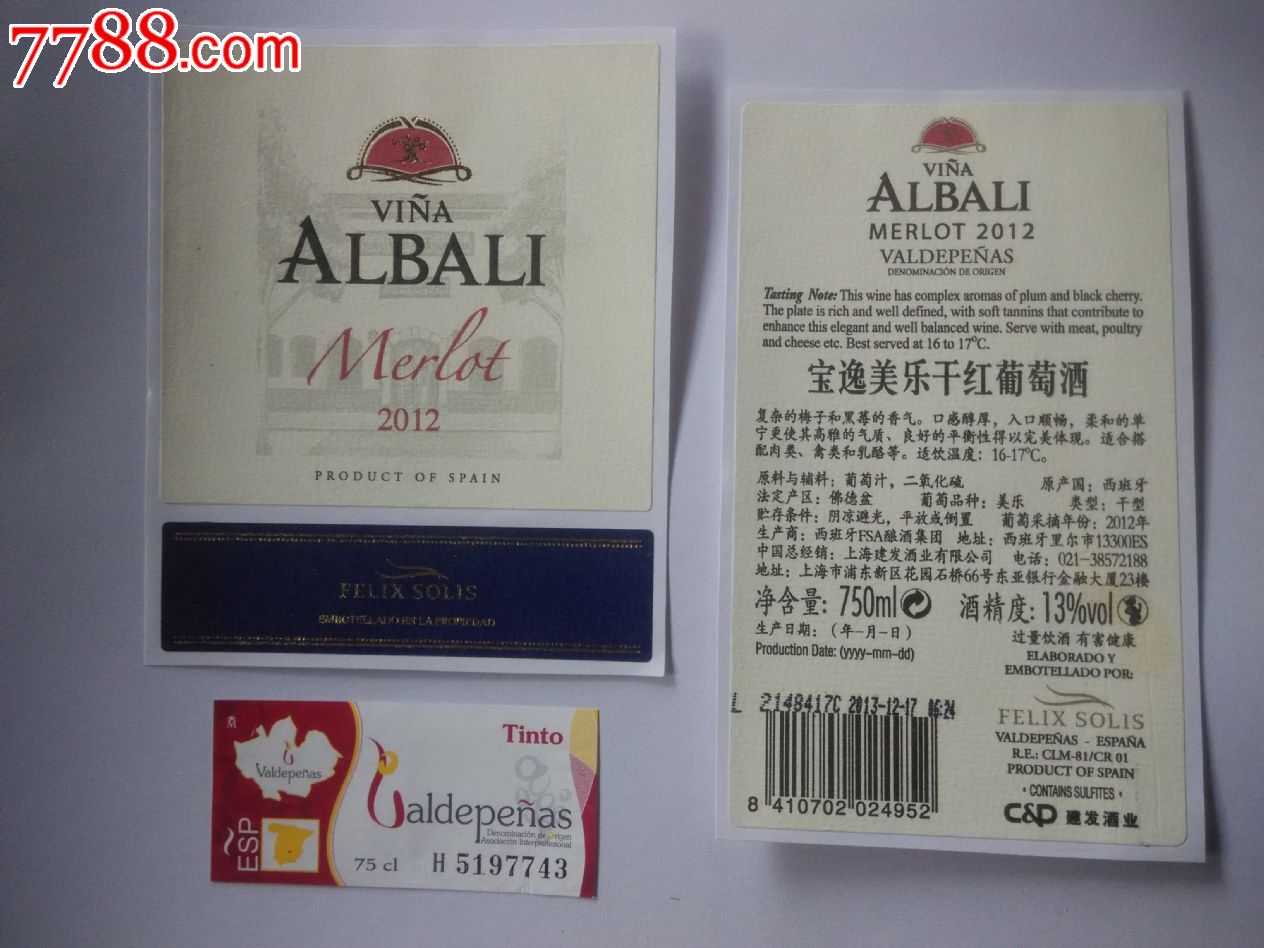 7788.com
VIÑA
ALBALI
Merlot
2012
PRODUCT OF SPAIN
FELIX SOLIS
EMBOTELLADO EN LA PROPIEDAD
Tinto
Valdepeñas
Valdepeñas
Denominación de Origen
Asociación Interprofesional
ESP
75 cl H 5197743
VIÑA
ALBALI
MERLOT 2012
VALDEPEÑAS
DENOMINACIÓN DE ORIGEN
Tasting Note: This wine has complex aromas of plum and black cherry.
The plate is rich and well defined, with soft tannins that contribute to
enhance this elegant and well balanced wine. Serve with meat, poultry
and cheese etc. Best served at 16 to 17ºC.
宝逸美乐干红葡萄酒
复杂的梅子和黑莓的香气。口感醇厚，入口顺畅，柔和的单
宁更使其高雅的气质、良好的平衡性得以完美体现。适合搭
配肉类、禽类和乳酪等。适饮温度：16-17ºC。
原料与辅料：葡萄汁，二氧化硫 原产国：西班牙
法定产区：佛德盆 葡萄品种：美乐 类型：干型
贮存条件：阴凉避光，平放或倒置 葡萄采摘年份：2012年
生产商：西班牙FSA酿酒集团 地址：西班牙里尔市13300ES
中国总经销：上海建发酒业有限公司 电话：021-38572188
地址：上海市浦东新区花园石桥66号东亚银行金融大厦23楼
净含量：750ml 酒精度：13%vol
生产日期：（年-月-日）
Production Date: (yyyy-mm-dd)
过量饮酒 有害健康
ELABORADO Y
EMBOTELLADO POR:
L 2148417C 2013-12-17 16:24
8 410702 024952
FELIX SOLIS
VALDEPEÑAS - ESPAÑA
R.E.: CLM-81/CR 01
PRODUCT OF SPAIN
• CONTAINS SULFITES •
C&D 建发酒业